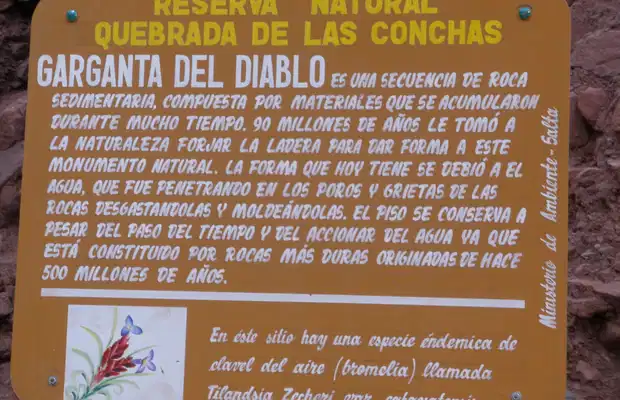 RESERVA NATURAL
QUEBRADA DE LAS CONCHAS
GARGANTA DEL DIABLO ES UNA SECUENCIA DE ROCA
SEDIMENTARIA, COMPUESTA POR MATERIALES QUE SE ACUMULARON
DURANTE MUCHO TIEMPO. 90 MILLONES DE AÑOS LE TOMÓ A
LA NATURALEZA FORJAR LA LADERA PARA DAR FORMA A ESTE
MONUMENTO NATURAL. LA FORMA QUE HOY TIENE SE DEBIÓ A EL
AGUA, QUE FUE PENETRANDO EN LOS POROS Y GRIETAS DE LAS
ROCAS DESGASTANDOLAS Y MOLDEÁNDOLAS. EL PISO SE CONSERVA A
PESAR DEL PASO DEL TIEMPO Y DEL ACCIONAR DEL AGUA YA QUE
ESTÁ CONSTITUIDO POR ROCAS MÁS DURAS ORIGINADAS DE HACE
500 MILLONES DE AÑOS.
En éste sitio hay una especie éndemica de
clavel del aire (bromelia) llamada
Tilandsia Zecheri var.
Ministerio de Ambiente-Salta